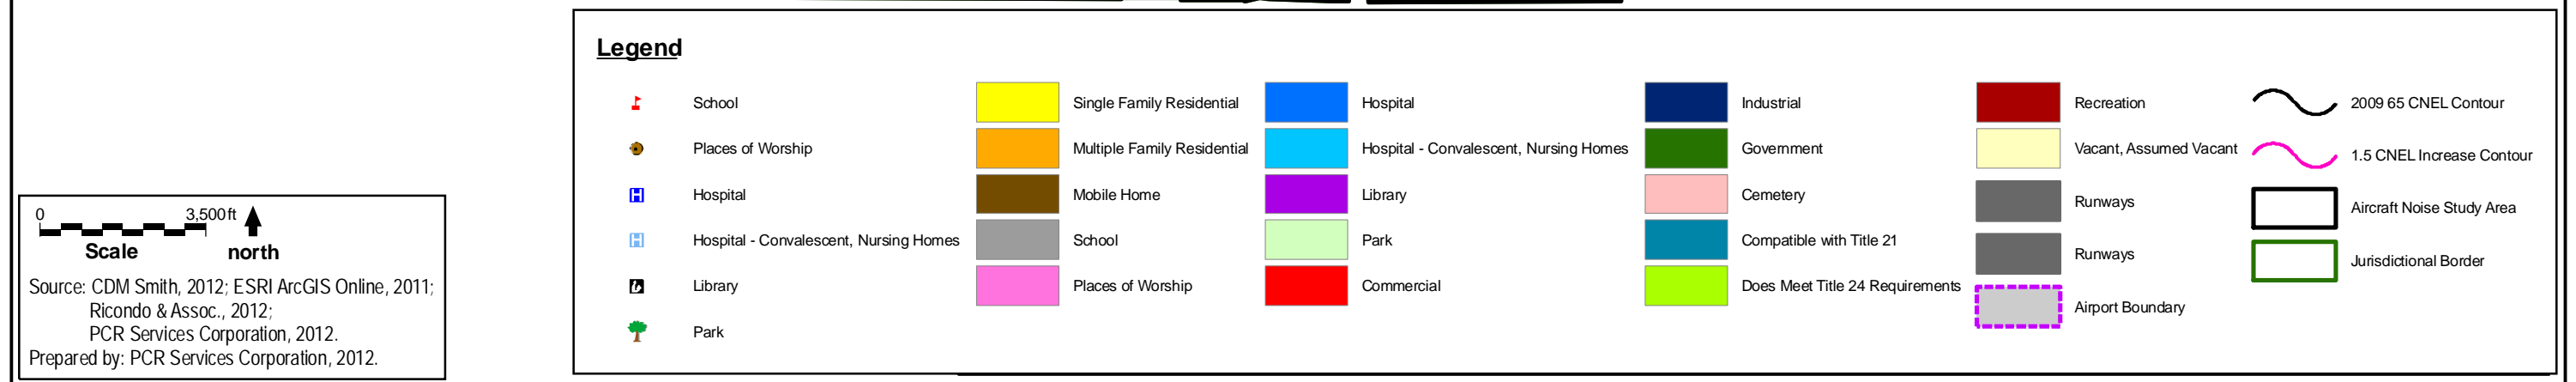 Legend
School
Places of Worship
Hospital
Hospital - Convalescent, Nursing Homes
Library
Park
Single Family Residential
Multiple Family Residential
Mobile Home
School
Places of Worship
Hospital
Hospital - Convalescent, Nursing Homes
Library
Park
Commercial
Industrial
Government
Cemetery
Compatible with Title 21
Does Meet Title 24 Requirements
Recreation
Vacant, Assumed Vacant
Runways
Runways
Airport Boundary
2009 65 CNEL Contour
1.5 CNEL Increase Contour
Aircraft Noise Study Area
Jurisdictional Border
0 3,500 ft
Scale north
Source: CDM Smith, 2012; ESRI ArcGIS Online, 2011;
Ricondo & Assoc., 2012;
PCR Services Corporation, 2012.
Prepared by: PCR Services Corporation, 2012.